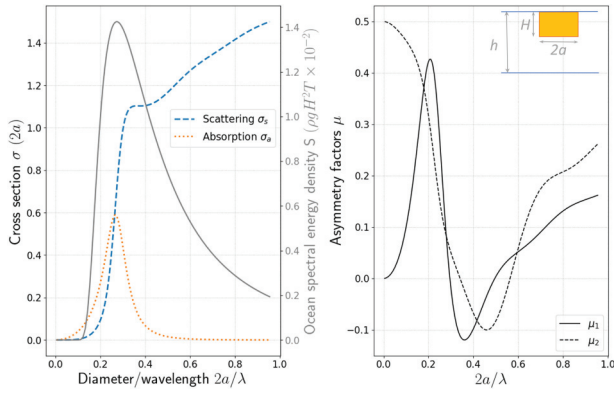 1.4
1.2
1.0
0.8
0.6
0.4
0.2
0.0
Cross section σ (2a)
0.0 0.2 0.4 0.6 0.8 1.0
Diameter/wavelength 2a/λ
Scattering σₛ
Absorption σₐ
1.4
1.2
1.0
0.8
0.6
0.4
0.2
0.0
Ocean spectral energy density S (ρgH²T × 10⁻²)
0.5
0.4
0.3
0.2
0.1
0.0
−0.1
Asymmetry factors μ
0.0 0.2 0.4 0.6 0.8 1.0
2a/λ
H
h
2a
μ₁
μ₂